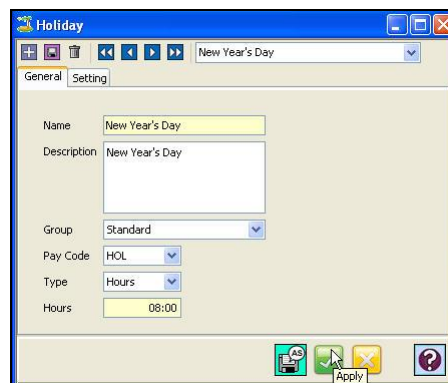 Holiday
New Year's Day
General Setting
Name New Year's Day
Description New Year's Day
Group Standard
Pay Code HOL
Type Hours
Hours 08:00
AS
Apply
?